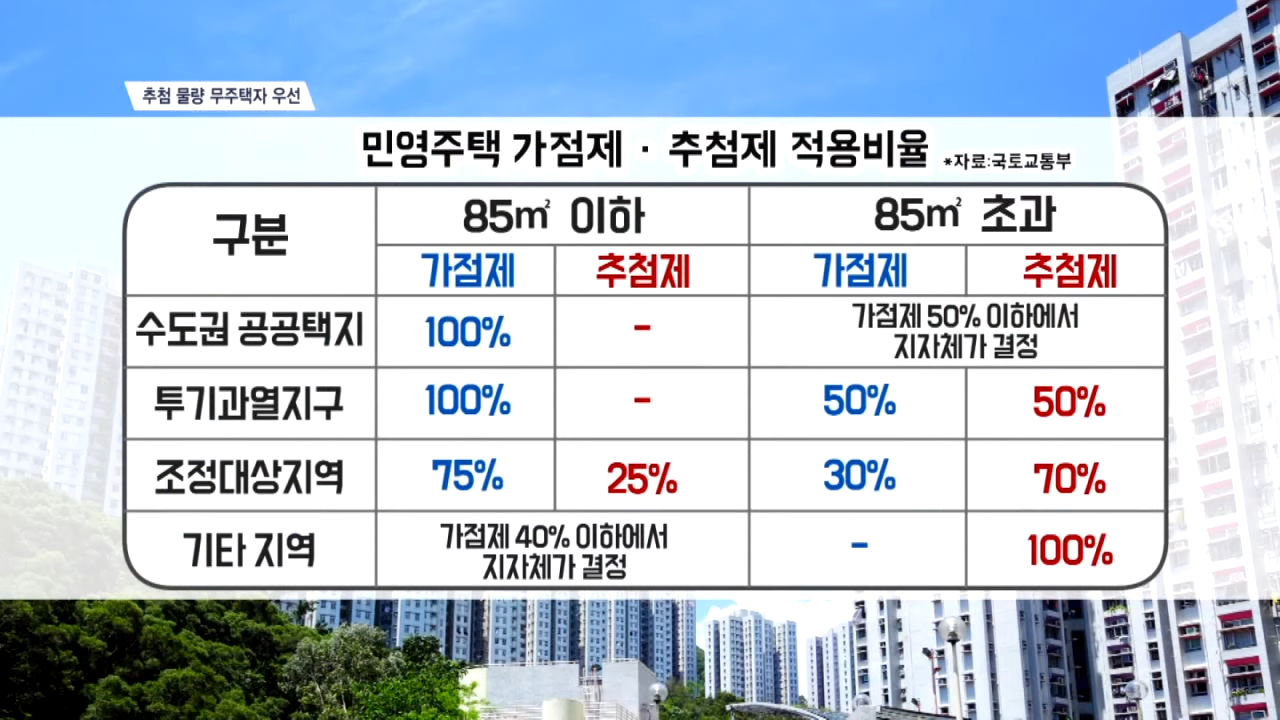 추첨 물량 무주택자 우선
민영주택 가점제 · 추첨제 적용비율 *자료:국토교통부
구분 85㎡ 이하 85㎡ 초과
가점제 추첨제 가점제 추첨제
수도권 공공택지 100% - 가점제 50% 이하에서
지자체가 결정
투기과열지구 100% - 50% 50%
조정대상지역 75% 25% 30% 70%
기타 지역 가점제 40% 이하에서 - 100%
지자체가 결정